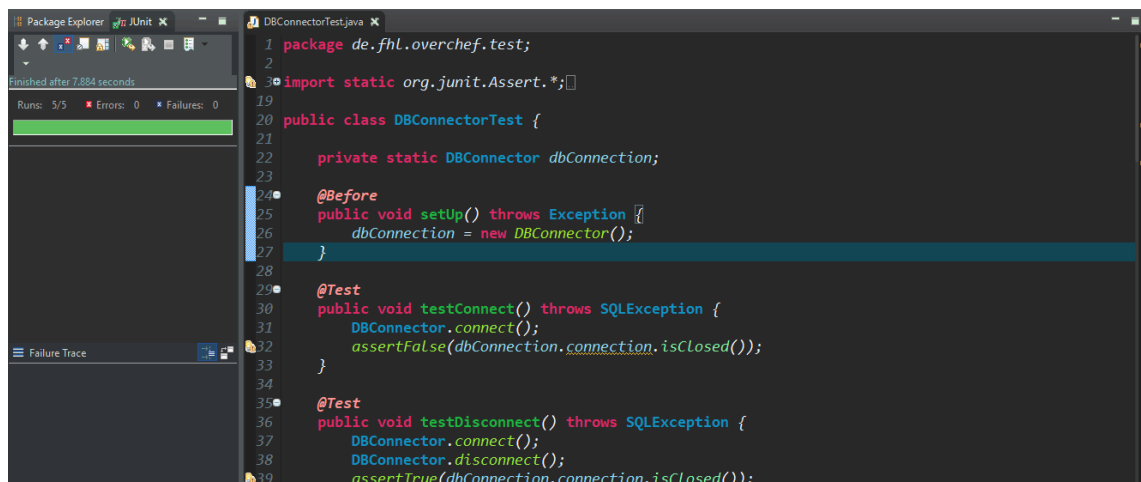 Package Explorer JUnit
Finished after 7.884 seconds
Runs: 5/5 Errors: 0 Failures: 0
Failure Trace
DBConnectorTest.java
1 package de.fhl.overchef.test;
2
3 import static org.junit.Assert.*;
19
20 public class DBConnectorTest {
21
22 private static DBConnector dbConnection;
23
24 @Before
25 public void setUp() throws Exception {
26 dbConnection = new DBConnector();
27 }
28
29 @Test
30 public void testConnect() throws SQLException {
31 DBConnector.connect();
32 assertFalse(dbConnection.connection.isClosed());
33 }
34
35 @Test
36 public void testDisconnect() throws SQLException {
37 DBConnector.connect();
38 DBConnector.disconnect();
39 assertTrue(dbConnection.connection.isClosed());